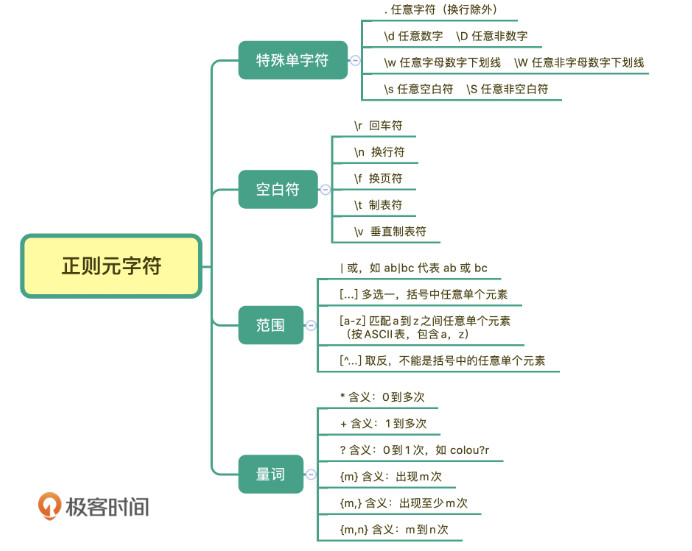 正则元字符
特殊单字符
. 任意字符（换行除外）
\d 任意数字 \D 任意非数字
\w 任意字母数字下划线 \W 任意非字母数字下划线
\s 任意空白符 \S 任意非空白符
空白符
\r 回车符
\n 换行符
\f 换页符
\t 制表符
\v 垂直制表符
范围
| 或，如 ab|bc 代表 ab 或 bc
[...] 多选一，括号中任意单个元素
[a-z] 匹配 a 到 z 之间任意单个元素
（按ASCII表，包含 a，z）
[^...] 取反，不能是括号中的任意单个元素
量词
* 含义：0 到多次
+ 含义：1 到多次
? 含义：0 到 1 次，如 colou?r
{m} 含义：出现 m 次
{m,} 含义：出现至少 m 次
{m,n} 含义：m 到 n 次
极客时间